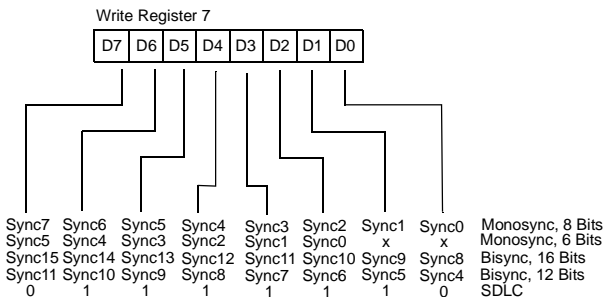 Write Register 7
D7 D6 D5 D4 D3 D2 D1 D0
Sync7 Sync6 Sync5 Sync4 Sync3 Sync2 Sync1 Sync0 Monosync, 8 Bits
Sync5 Sync4 Sync3 Sync2 Sync1 Sync0 x x Monosync, 6 Bits
Sync15 Sync14 Sync13 Sync12 Sync11 Sync10 Sync9 Sync8 Bisync, 16 Bits
Sync11 Sync10 Sync9 Sync8 Sync7 Sync6 Sync5 Sync4 Bisync, 12 Bits
0 1 1 1 1 1 1 0 SDLC